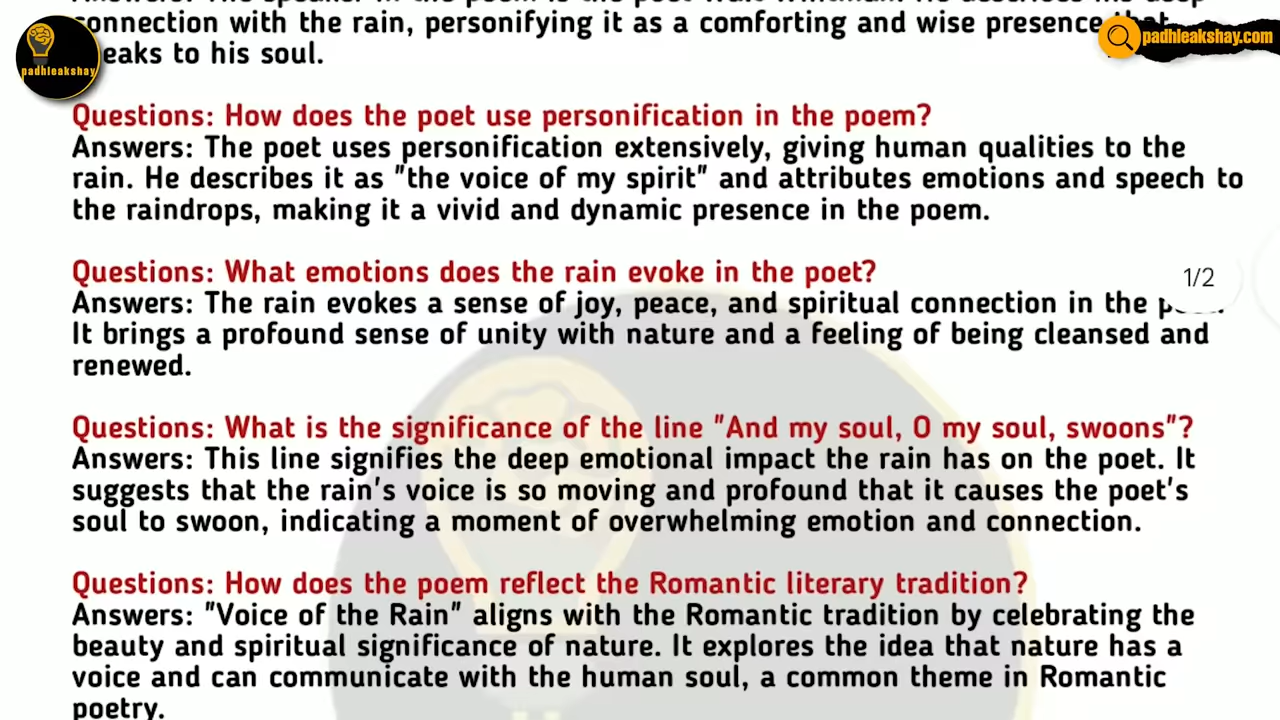 connection with the rain, personifying it as a comforting and wise presence that
speaks to his soul.
padhleakshay
padhleakshay.com
Questions: How does the poet use personification in the poem?
Answers: The poet uses personification extensively, giving human qualities to the
rain. He describes it as "the voice of my spirit" and attributes emotions and speech to
the raindrops, making it a vivid and dynamic presence in the poem.
Questions: What emotions does the rain evoke in the poet?
1/2
Answers: The rain evokes a sense of joy, peace, and spiritual connection in the
It brings a profound sense of unity with nature and a feeling of being cleansed and
renewed.
Questions: What is the significance of the line "And my soul, O my soul, swoons"?
Answers: This line signifies the deep emotional impact the rain has on the poet. It
suggests that the rain's voice is so moving and profound that it causes the poet's
soul to swoon, indicating a moment of overwhelming emotion and connection.
Questions: How does the poem reflect the Romantic literary tradition?
Answers: "Voice of the Rain" aligns with the Romantic tradition by celebrating the
beauty and spiritual significance of nature. It explores the idea that nature has a
voice and can communicate with the human soul, a common theme in Romantic
poetry.